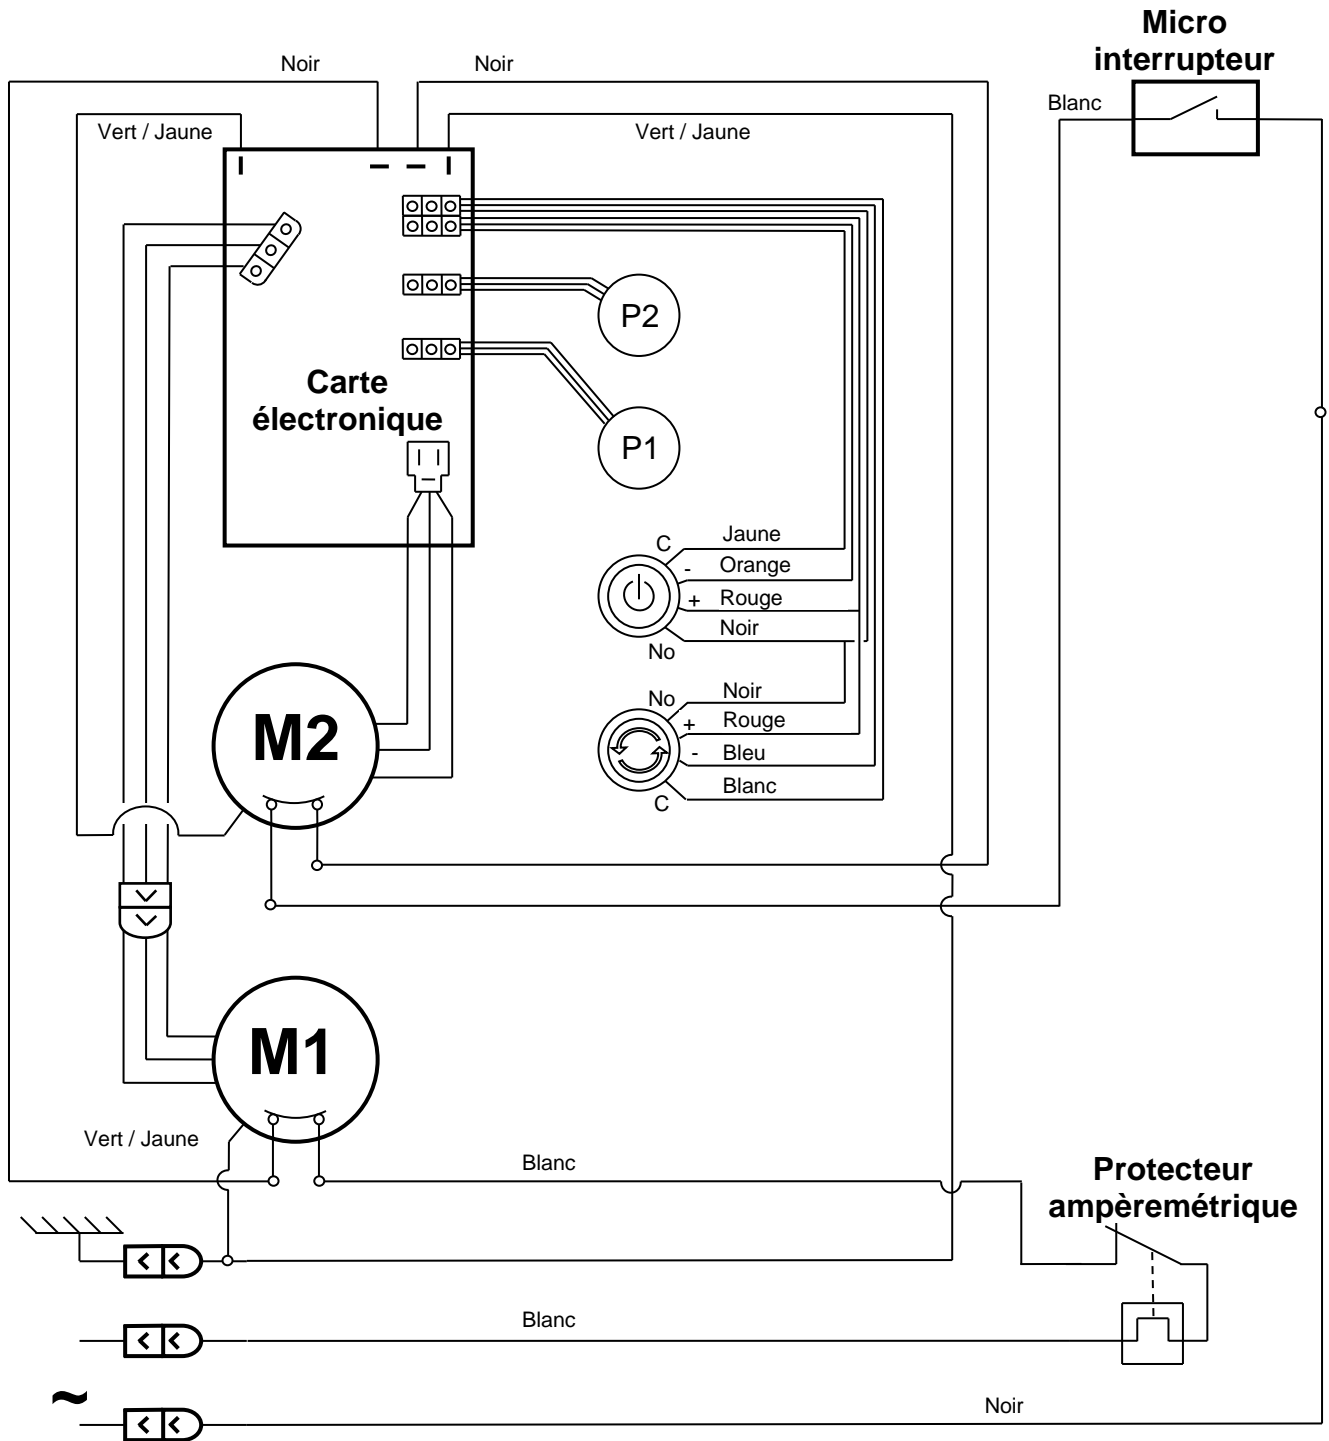 Micro
interrupteur
Noir
Noir
Blanc
Vert / Jaune
Vert / Jaune
P2
Carte
électronique
P1
C
Jaune
-
Orange
+
Rouge
Noir
No
No
Noir
+
Rouge
-
Bleu
Blanc
C
M2
M1
Vert / Jaune
Blanc
Protecteur
ampèremétrique
Blanc
~
Noir